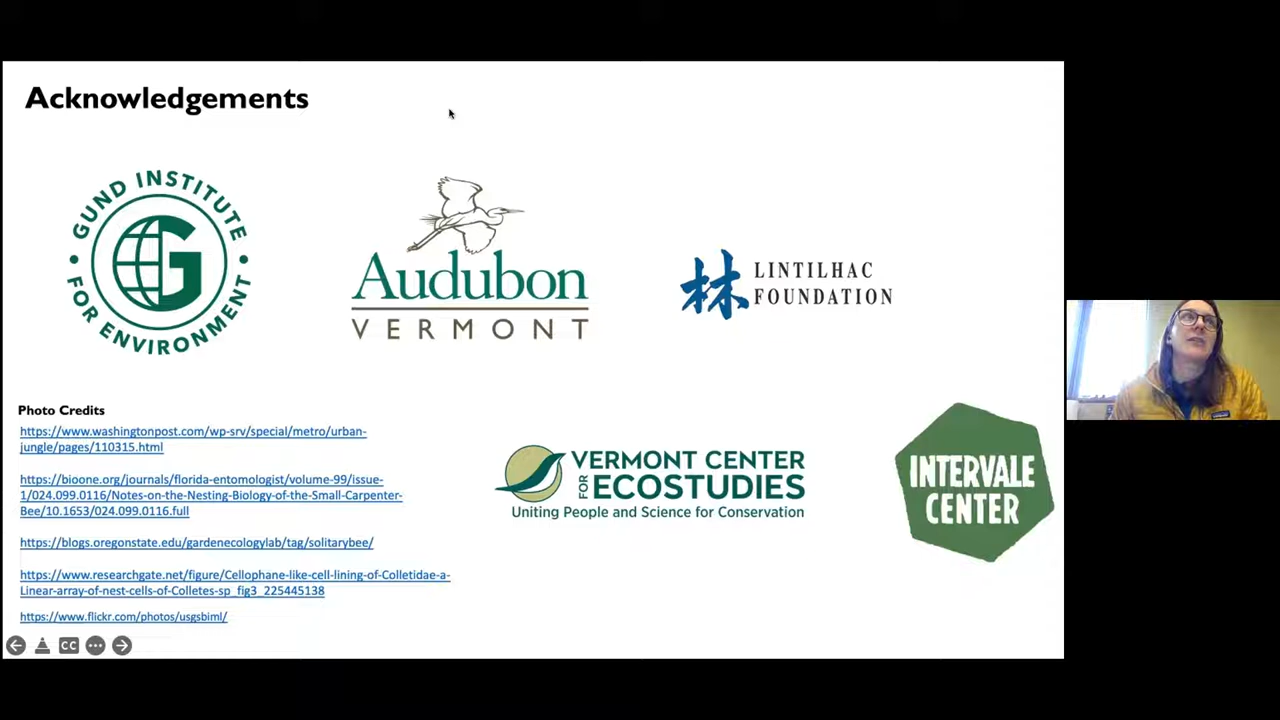 Acknowledgements
GUND INSTITUTE
G
FOR ENVIRONMENT
Audubon
VERMONT
林 LINTILHAC
FOUNDATION
Photo Credits
https://www.washingtonpost.com/wp-srv/special/metro/urban-
jungle/pages/110315.html
https://bioone.org/journals/florida-entomologist/volume-99/issue-
1/024.099.0116/Notes-on-the-Nesting-Biology-of-the-Small-Carpenter-
Bee/10.1653/024.099.0116.full
https://blogs.oregonstate.edu/gardenecologylab/tag/solitarybee/
https://www.researchgate.net/figure/Cellophane-like-cell-lining-of-Colletidae-a-
Linear-array-of-nest-cells-of-Colletes-sp_fig3_225445138
https://www.flickr.com/photos/usgsbiml/
VERMONT CENTER
FOR ECOSTUDIES
Uniting People and Science for Conservation
INTERVALE
CENTER
CC